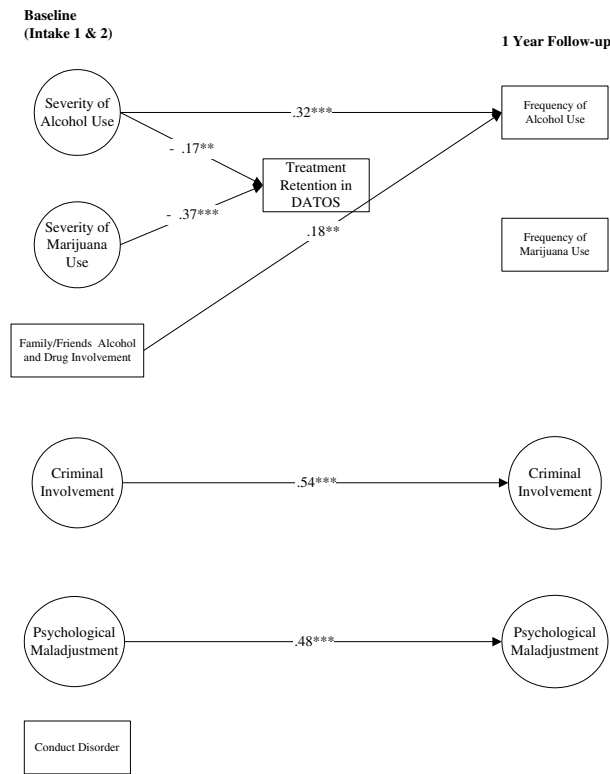 Baseline
(Intake 1 & 2)
1 Year Follow-up
Severity of
Alcohol Use
.32***
Frequency of
Alcohol Use
- .17**
Treatment
Retention in
DATOS
- .37***
Severity of
Marijuana
Use
.18**
Frequency of
Marijuana Use
Family/Friends Alcohol
and Drug Involvement
Criminal
Involvement
.54***
Criminal
Involvement
Psychological
Maladjustment
.48***
Psychological
Maladjustment
Conduct Disorder